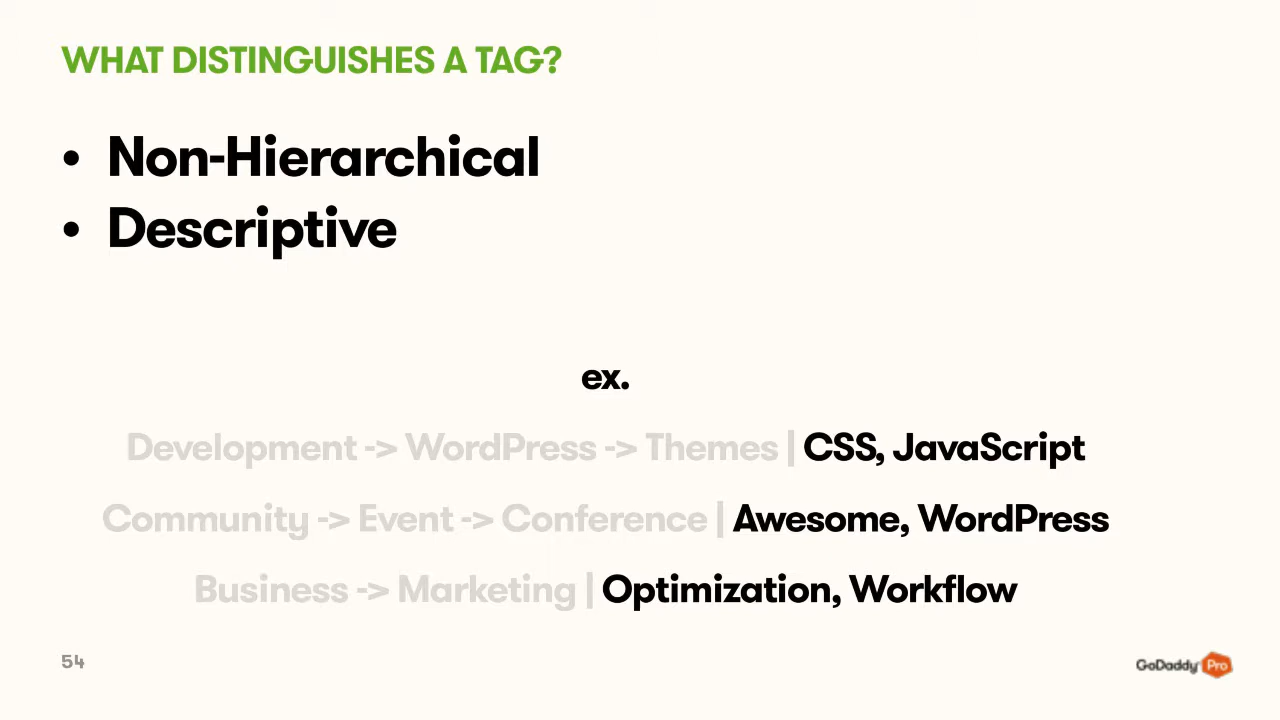 WHAT DISTINGUISHES A TAG?
• Non-Hierarchical
• Descriptive
ex.
Development -> WordPress -> Themes | CSS, JavaScript
Community -> Event -> Conference | Awesome, WordPress
Business -> Marketing | Optimization, Workflow
54
GoDaddy Pro